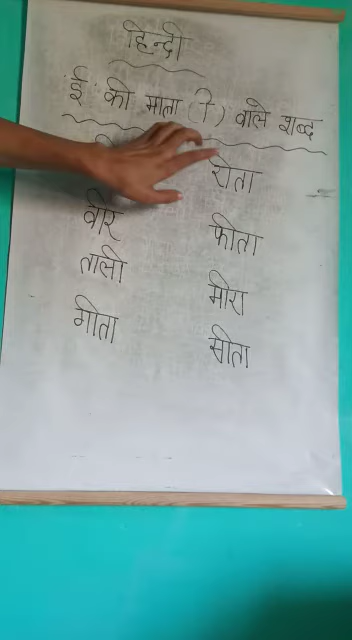 हिन्दी
"ई" की मात्रा (ी) वाले शब्द
रीता
वीर फीता
ताली मीरा
गीता सीता